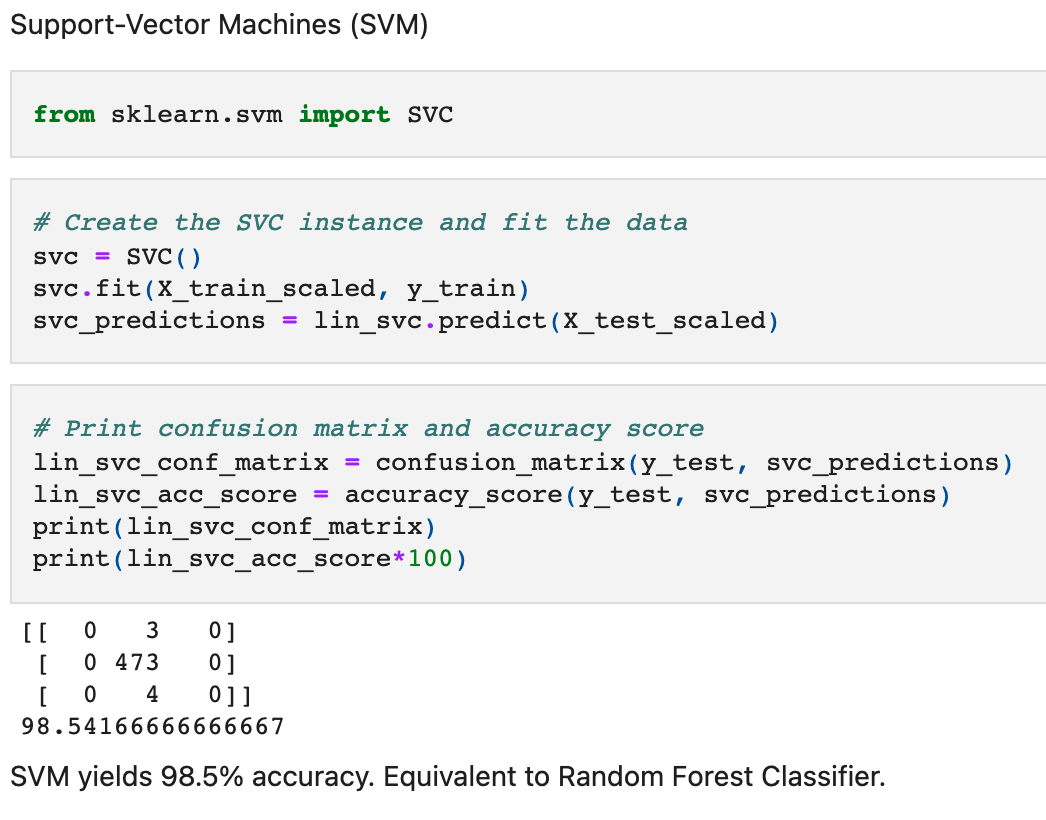 Support-Vector Machines (SVM)
from sklearn.svm import SVC
# Create the SVC instance and fit the data
svc = SVC()
svc.fit(X_train_scaled, y_train)
svc_predictions = lin_svc.predict(X_test_scaled)
# Print confusion matrix and accuracy score
lin_svc_conf_matrix = confusion_matrix(y_test, svc_predictions)
lin_svc_acc_score = accuracy_score(y_test, svc_predictions)
print(lin_svc_conf_matrix)
print(lin_svc_acc_score*100)
[[  0   3   0]
 [  0 473   0]
 [  0   4   0]]
98.54166666666667
SVM yields 98.5% accuracy. Equivalent to Random Forest Classifier.